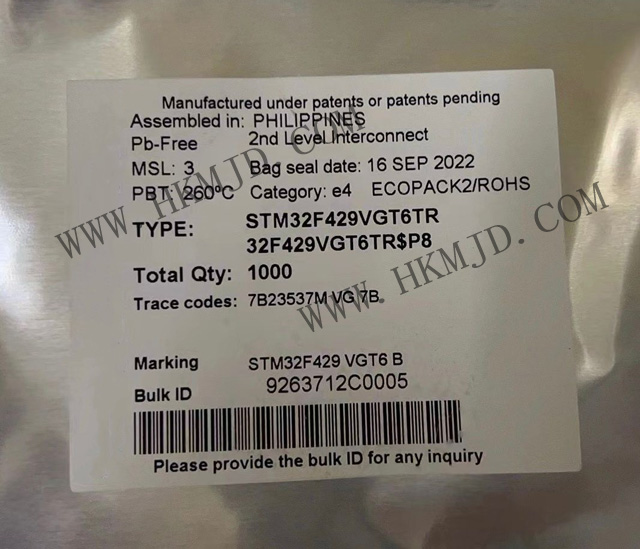 Manufactured under patents or patents pending
Assembled in: PHILIPPINES
Pb-Free 2nd Level Interconnect
MSL: 3 Bag seal date: 16 SEP 2022
PBT: 260ºC Category: e4 ECOPACK2/ROHS
TYPE: STM32F429VGT6TR
32F429VGT6TR$P8
Total Qty: 1000
Trace codes: 7B23537M VG 7B
Marking STM32F429 VGT6 B
Bulk ID 9263712C0005
Please provide the bulk ID for any inquiry
WWW.HKMJD.COM
WWW.HKMJD.COM